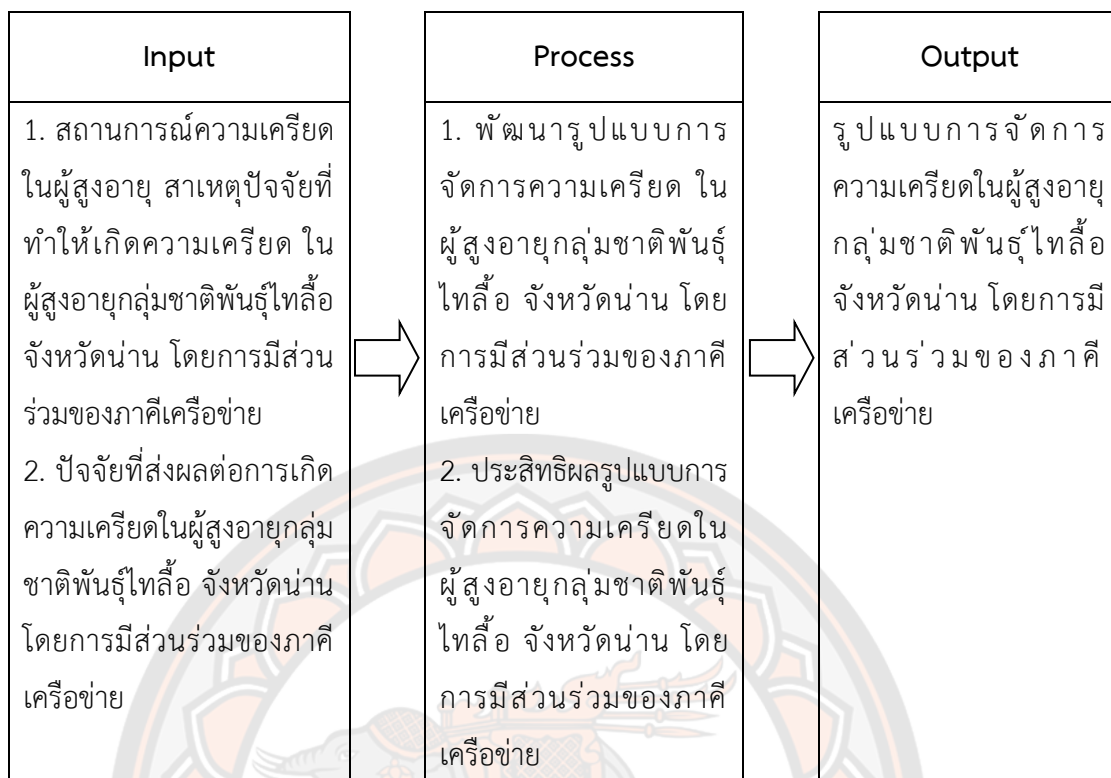 Input
1. สถานการณ์ความเครียด
ในผู้สูงอายุ สาเหตุปัจจัยที่
ทำให้เกิดความเครียด ใน
ผู้สูงอายุกลุ่มชาติพันธุ์ไทลื้อ
จังหวัดน่าน โดยการมีส่วน
ร่วมของภาคีเครือข่าย
2. ปัจจัยที่ส่งผลต่อการเกิด
ความเครียดในผู้สูงอายุกลุ่ม
ชาติพันธุ์ไทลื้อ จังหวัดน่าน
โดยการมีส่วนร่วมของภาคี
เครือข่าย
Process
1. พัฒนารูปแบบการ
จัดการความเครียด ใน
ผู้สูงอายุกลุ่มชาติพันธุ์
ไทลื้อ จังหวัดน่าน โดย
การมีส่วนร่วมของภาคี
เครือข่าย
2. ประสิทธิผลรูปแบบการ
จัดการความเครียดใน
ผู้สูงอายุกลุ่มชาติพันธุ์
ไทลื้อ จังหวัดน่าน โดย
การมีส่วนร่วมของภาคี
เครือข่าย
Output
รูปแบบการจัดการ
ความเครียดในผู้สูงอายุ
กลุ่มชาติพันธุ์ไทลื้อ
จังหวัดน่าน โดยการมี
ส่วนร่วมของภาคี
เครือข่าย